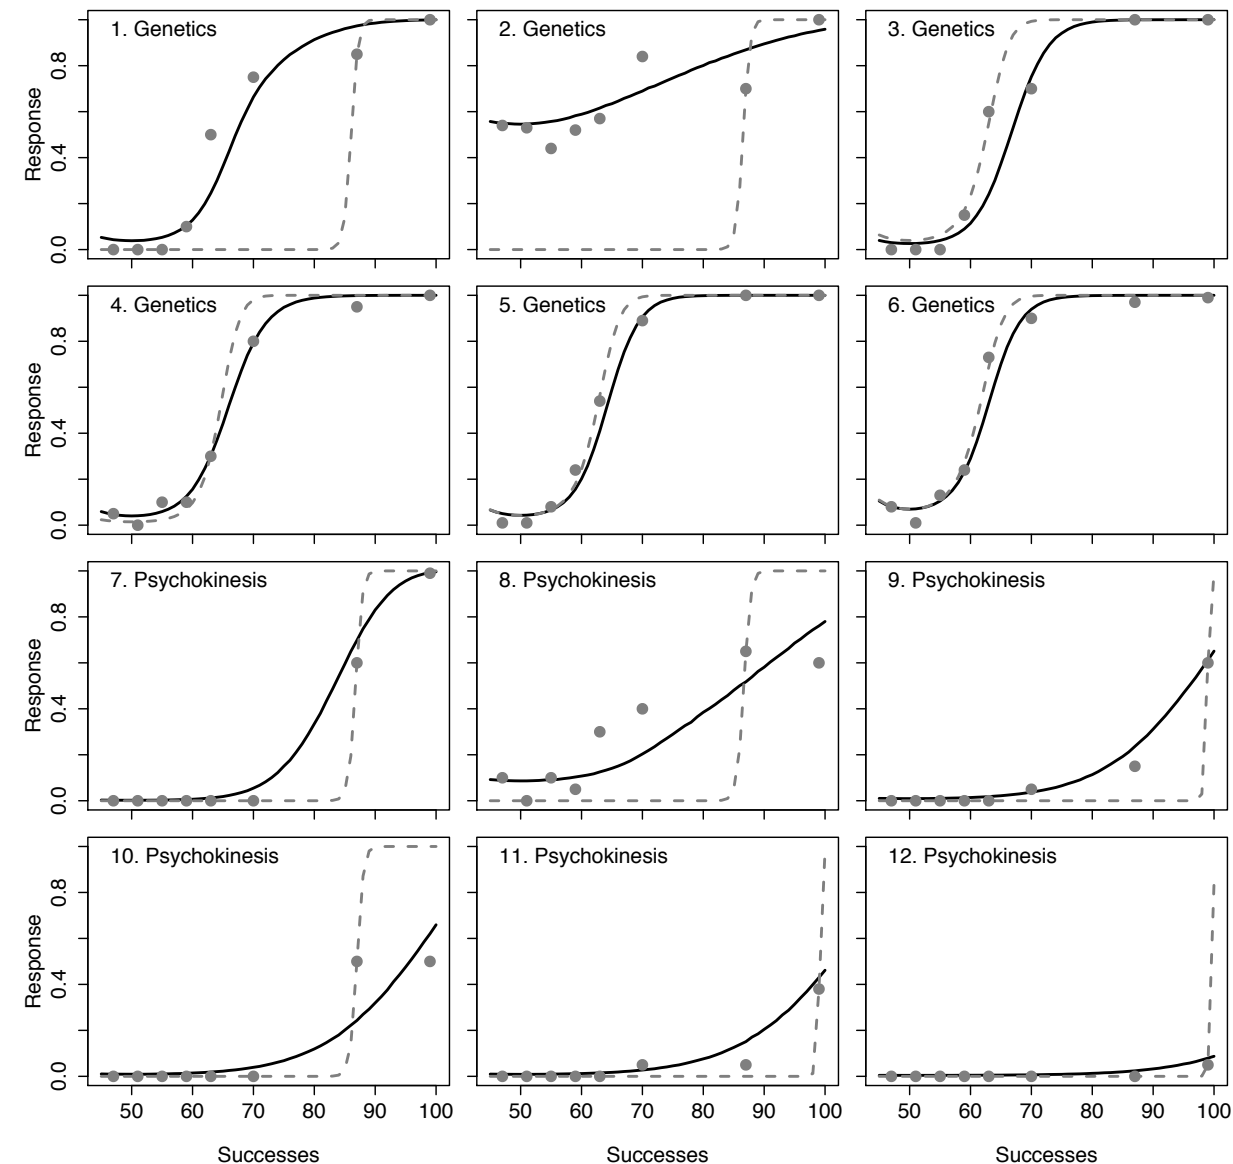 1. Genetics
2. Genetics
3. Genetics
Response
0.0 0.4 0.8
4. Genetics
5. Genetics
6. Genetics
Response
0.0 0.4 0.8
7. Psychokinesis
8. Psychokinesis
9. Psychokinesis
Response
0.0 0.4 0.8
10. Psychokinesis
11. Psychokinesis
12. Psychokinesis
Response
0.0 0.4 0.8
50 60 70 80 90 100
50 60 70 80 90 100
50 60 70 80 90 100
Successes
Successes
Successes